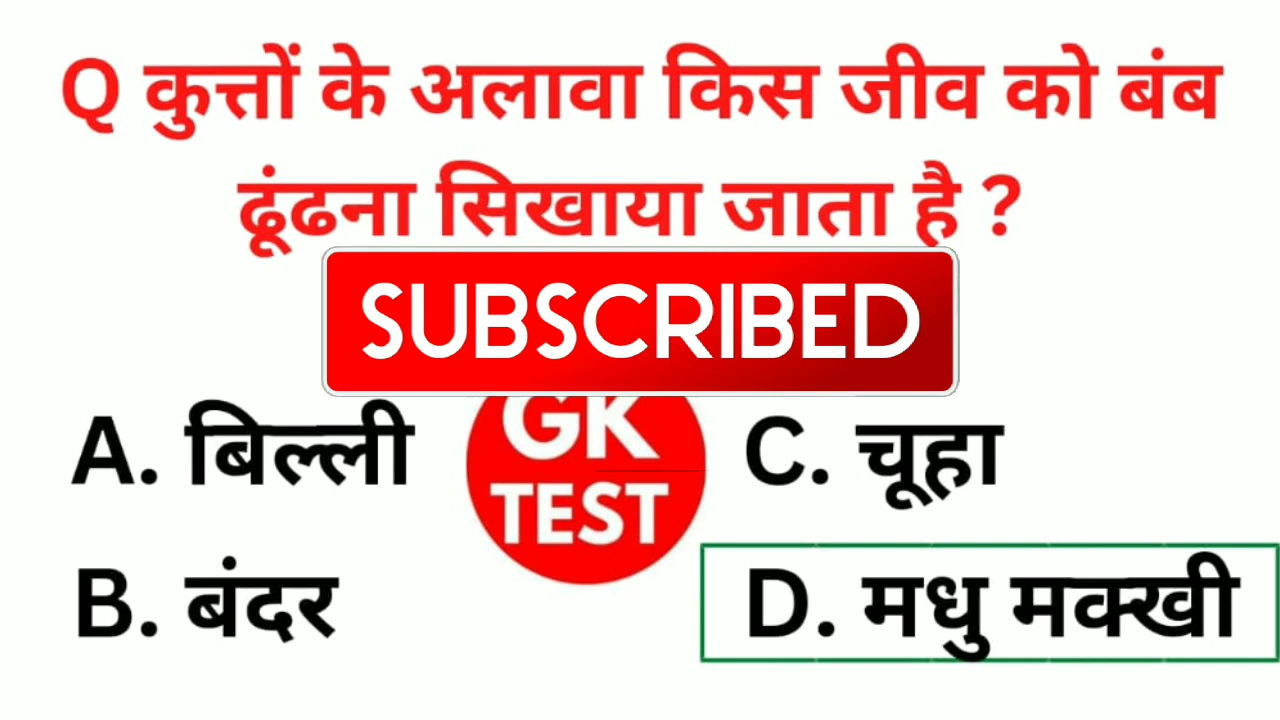 Q कुत्तों के अलावा किस जीव को बंब
ढूंढना सिखाया जाता है ?
SUBSCRIBED
GK
TEST
A. बिल्ली
C. चूहा
B. बंदर
D. मधु मक्खी